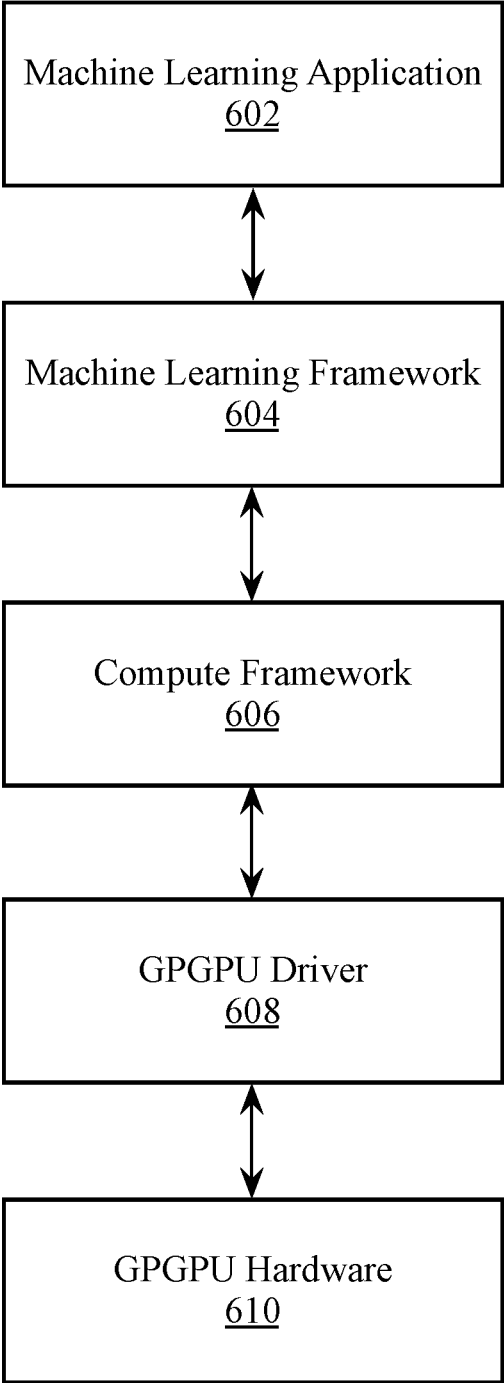 Machine Learning Application
602
Machine Learning Framework
604
Compute Framework
606
GPGPU Driver
608
GPGPU Hardware
610